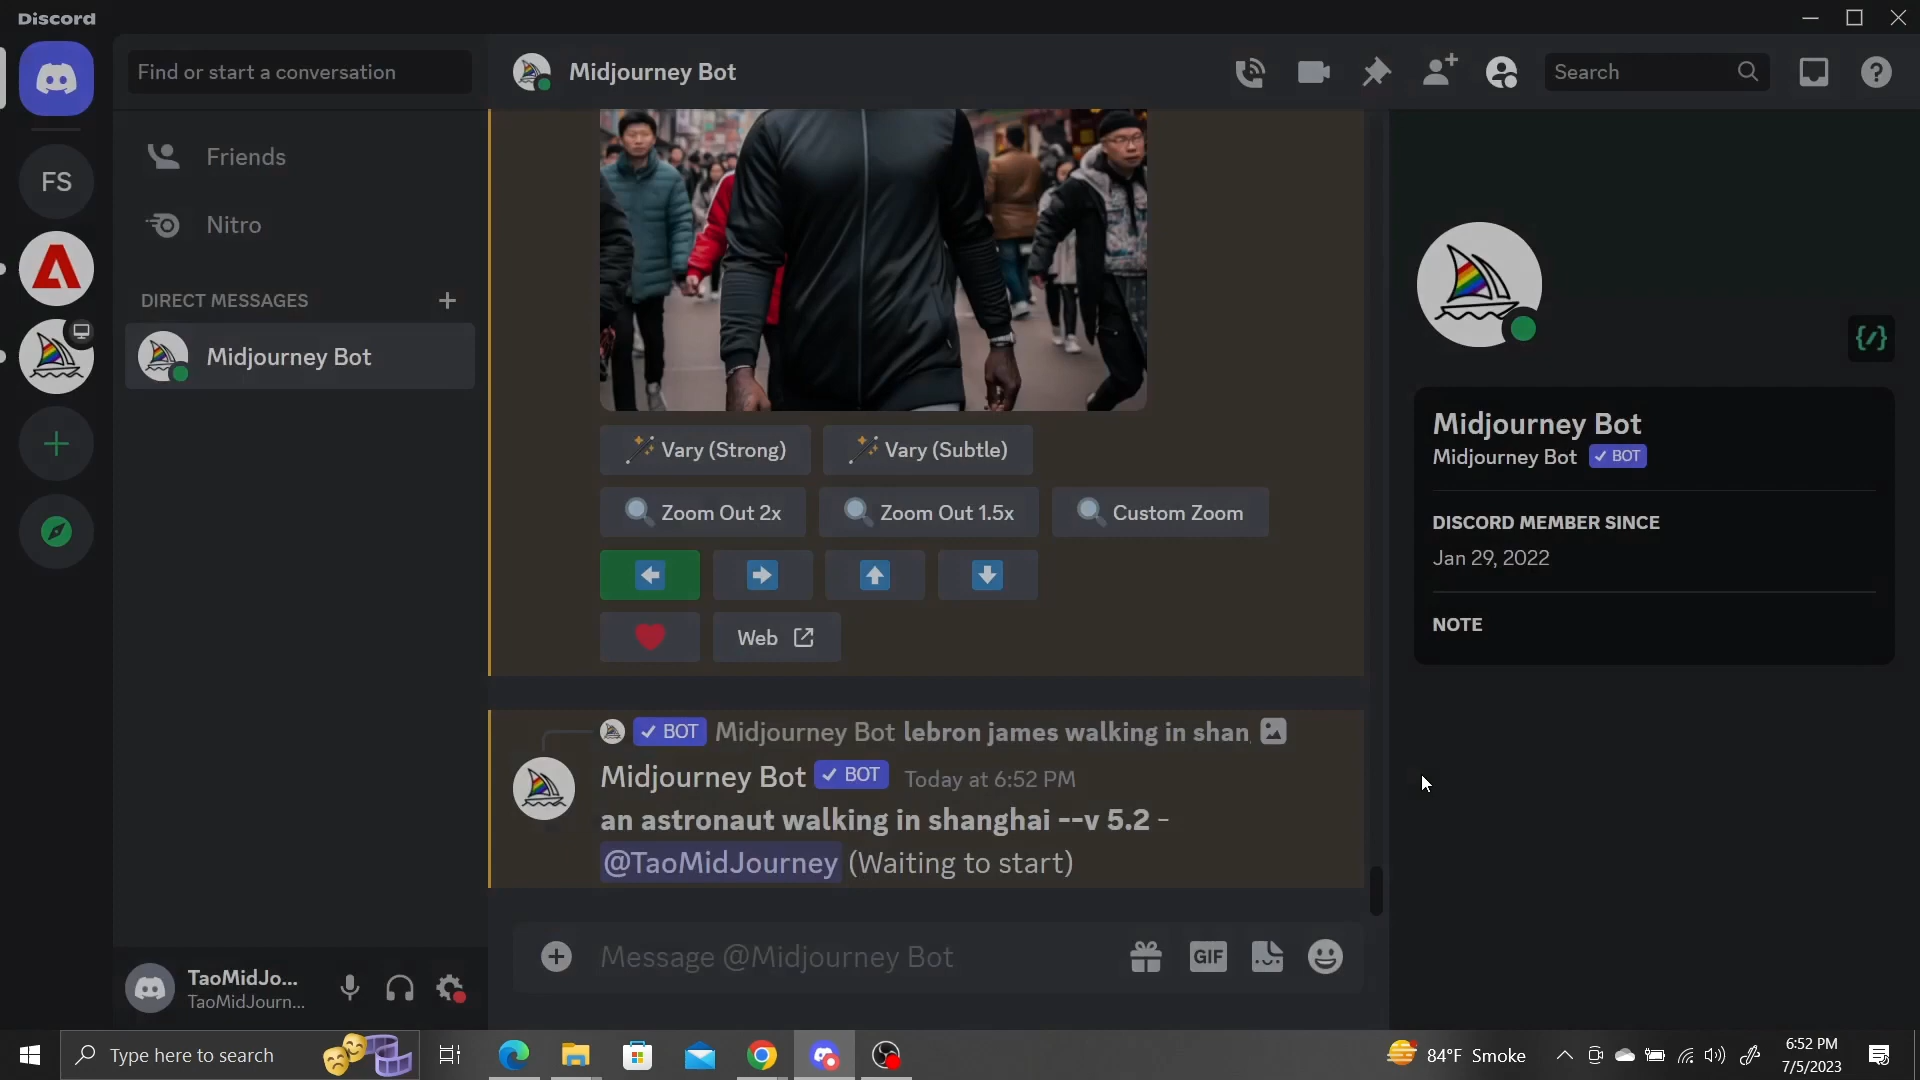 Discord
Find or start a conversation
Midjourney Bot
Search
FS
Friends
Nitro
DIRECT MESSAGES
Midjourney Bot
Vary (Strong)
Vary (Subtle)
Zoom Out 2x
Zoom Out 1.5x
Custom Zoom
Web
BOT Midjourney Bot lebron james walking in shan
Midjourney Bot BOT Today at 6:52 PM
an astronaut walking in shanghai --v 5.2 -
@TaoMidJourney (Waiting to start)
Message @Midjourney Bot
GIF
Midjourney Bot
Midjourney Bot BOT
DISCORD MEMBER SINCE
Jan 29, 2022
NOTE
TaoMidJo...
TaoMidJourn...
Type here to search
84°F Smoke
6:52 PM
7/5/2023